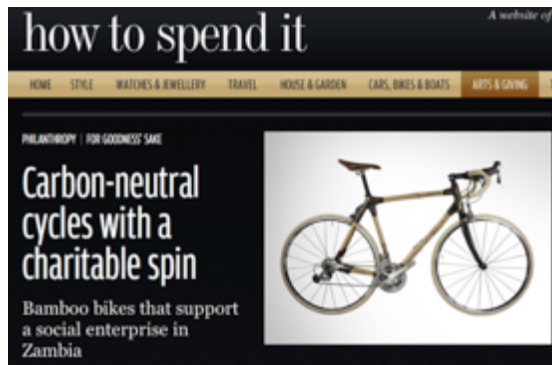 A website of
how to spend it
HOME STYLE WATCHES & JEWELLERY TRAVEL HOUSE & GARDEN CARS, BIKES & BOATS ARTS & GIVING
PHILANTHROPY | FOR GOODNESS' SAKE
Carbon-neutral
cycles with a
charitable spin
Bamboo bikes that support
a social enterprise in
Zambia